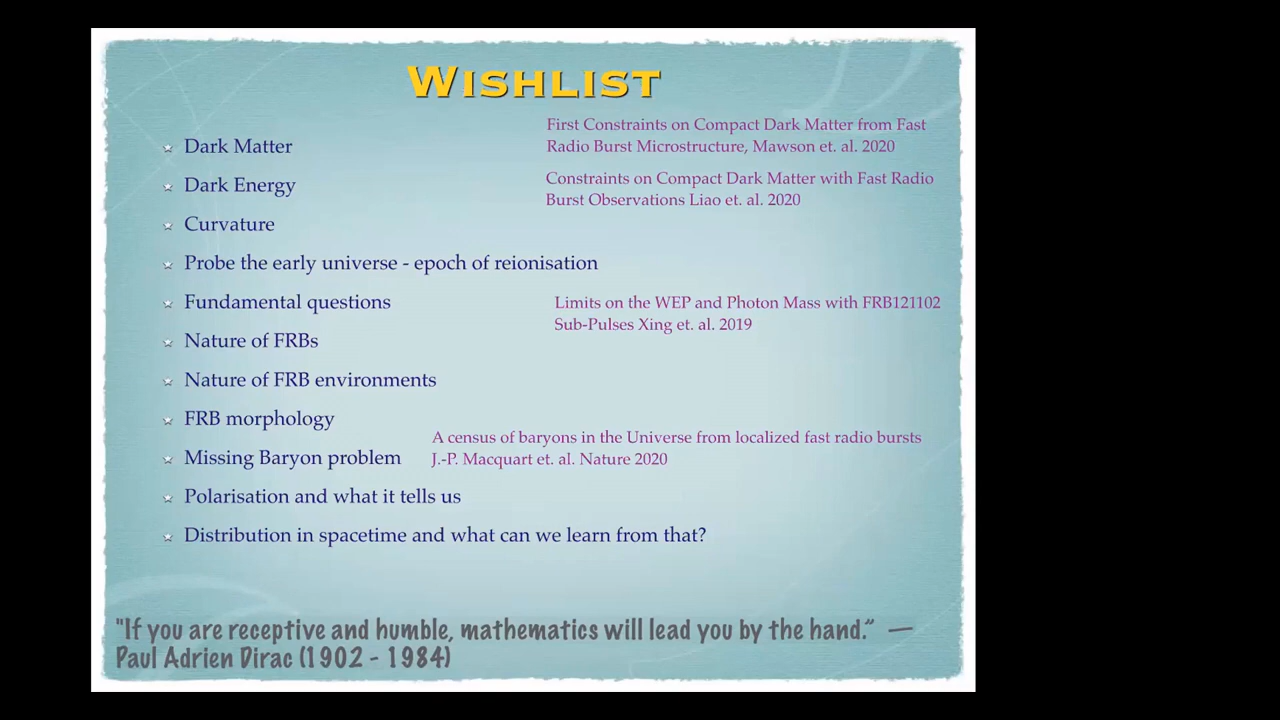 WISHLIST
First Constraints on Compact Dark Matter from Fast
Radio Burst Microstructure, Mawson et. al. 2020
Dark Matter
Constraints on Compact Dark Matter with Fast Radio
Burst Observations Liao et. al. 2020
Dark Energy
Curvature
Probe the early universe - epoch of reionisation
Fundamental questions
Limits on the WEP and Photon Mass with FRB121102
Sub-Pulses Xing et. al. 2019
Nature of FRBs
Nature of FRB environments
FRB morphology
A census of baryons in the Universe from localized fast radio bursts
J.-P. Macquart et. al. Nature 2020
Missing Baryon problem
Polarisation and what it tells us
Distribution in spacetime and what can we learn from that?
"If you are receptive and humble, mathematics will lead you by the hand.” —
Paul Adrien Dirac (1902 - 1984)